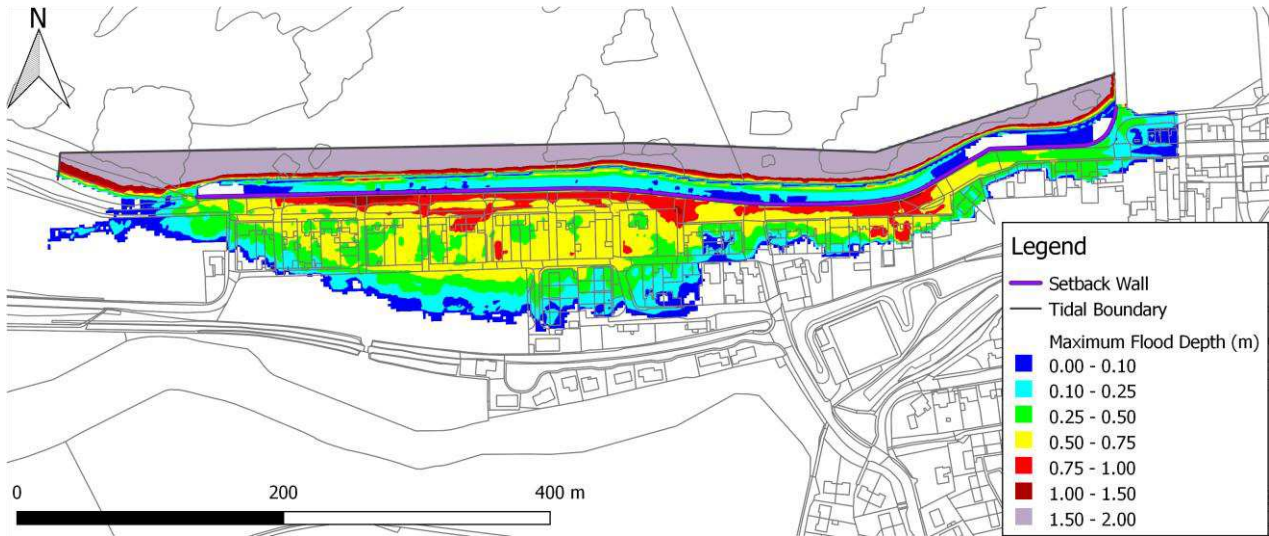 N
Legend
Setback Wall
Tidal Boundary
Maximum Flood Depth (m)
0.00 - 0.10
0.10 - 0.25
0.25 - 0.50
0.50 - 0.75
0.75 - 1.00
1.00 - 1.50
1.50 - 2.00
0 200 400 m